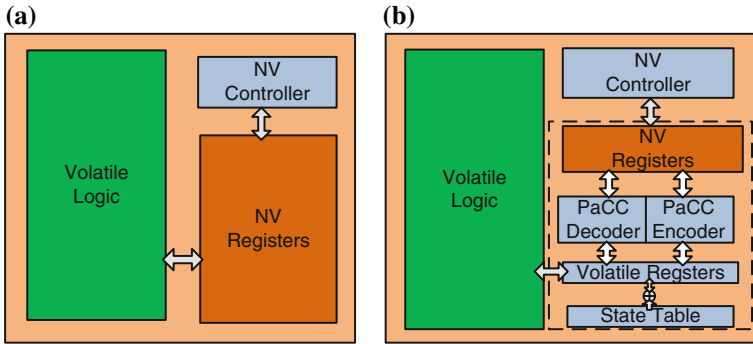 (a)
Volatile
Logic
NV
Controller
NV
Registers
(b)
Volatile
Logic
NV
Controller
NV
Registers
PaCC
Decoder
PaCC
Encoder
Volatile Regsters
State Table